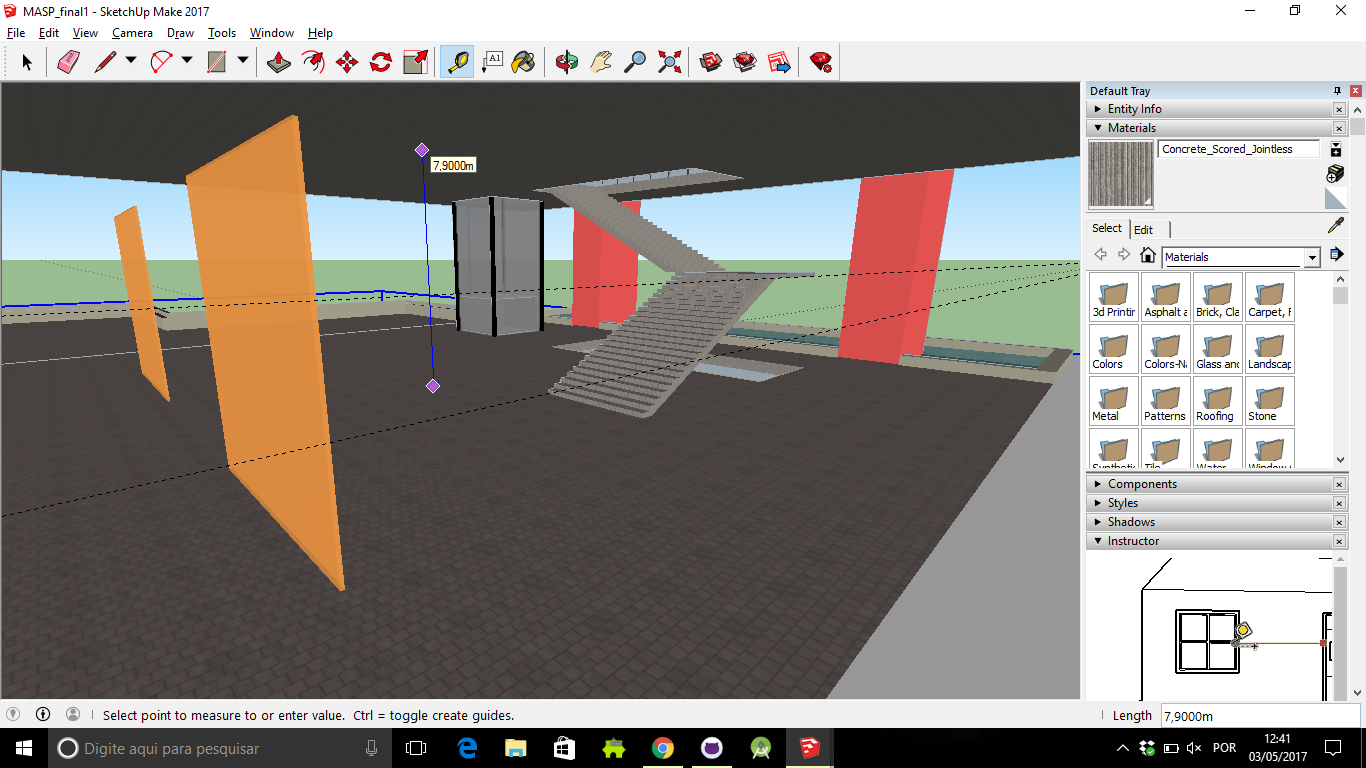 MASP_final1 - SketchUp Make 2017
File Edit View Camera Draw Tools Window Help
A1
7,9000m
Default Tray
Entity Info
Materials
Concrete_Scored_Jointless
Select Edit
Materials
3d Printir Asphalt a Brick, Cla Carpet, F
Colors Colors-Na Glass and Landscap
Metal Patterns Roofing Stone
Synthetic Tile Water Window
Components
Styles
Shadows
Instructor
Select point to measure to or enter value. Ctrl = toggle create guides.
Length 7,9000m
Digite aqui para pesquisar
POR
12:41
03/05/2017